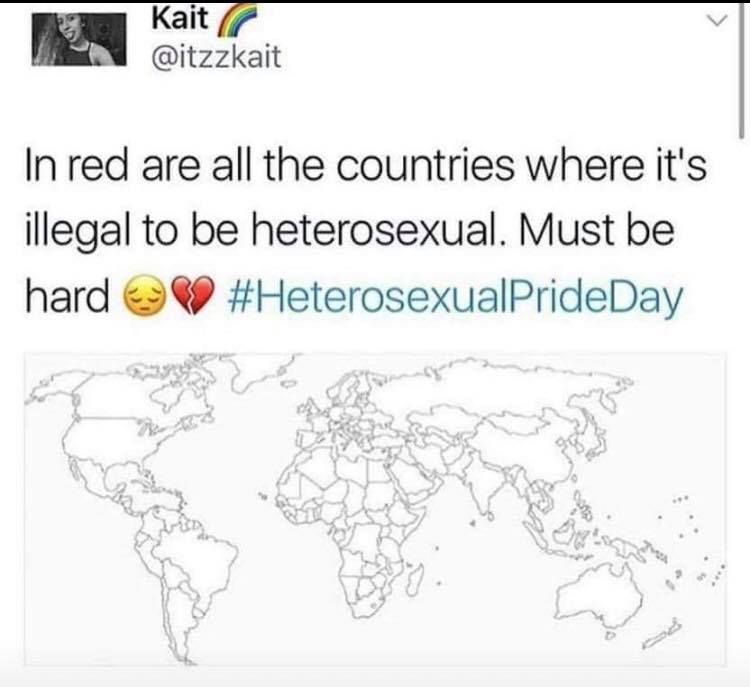 Kait 🌈
@itzzkait
In red are all the countries where it's
illegal to be heterosexual. Must be
hard 😔💔 #HeterosexualPrideDay